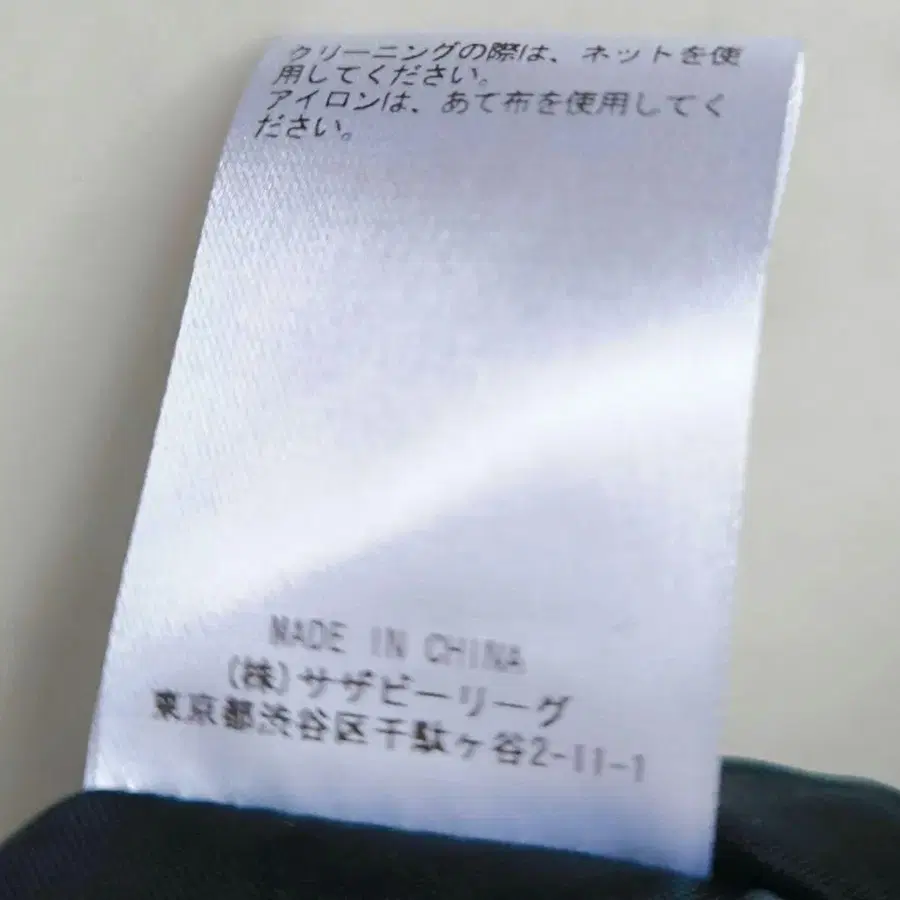 クリーニングの際は、ネットを使
用してください。
アイロンは、あて布を使用してく
ださい。
MADE IN CHINA
(株)サザビーリーグ
東京都渋谷区千駄ヶ谷2-11-1